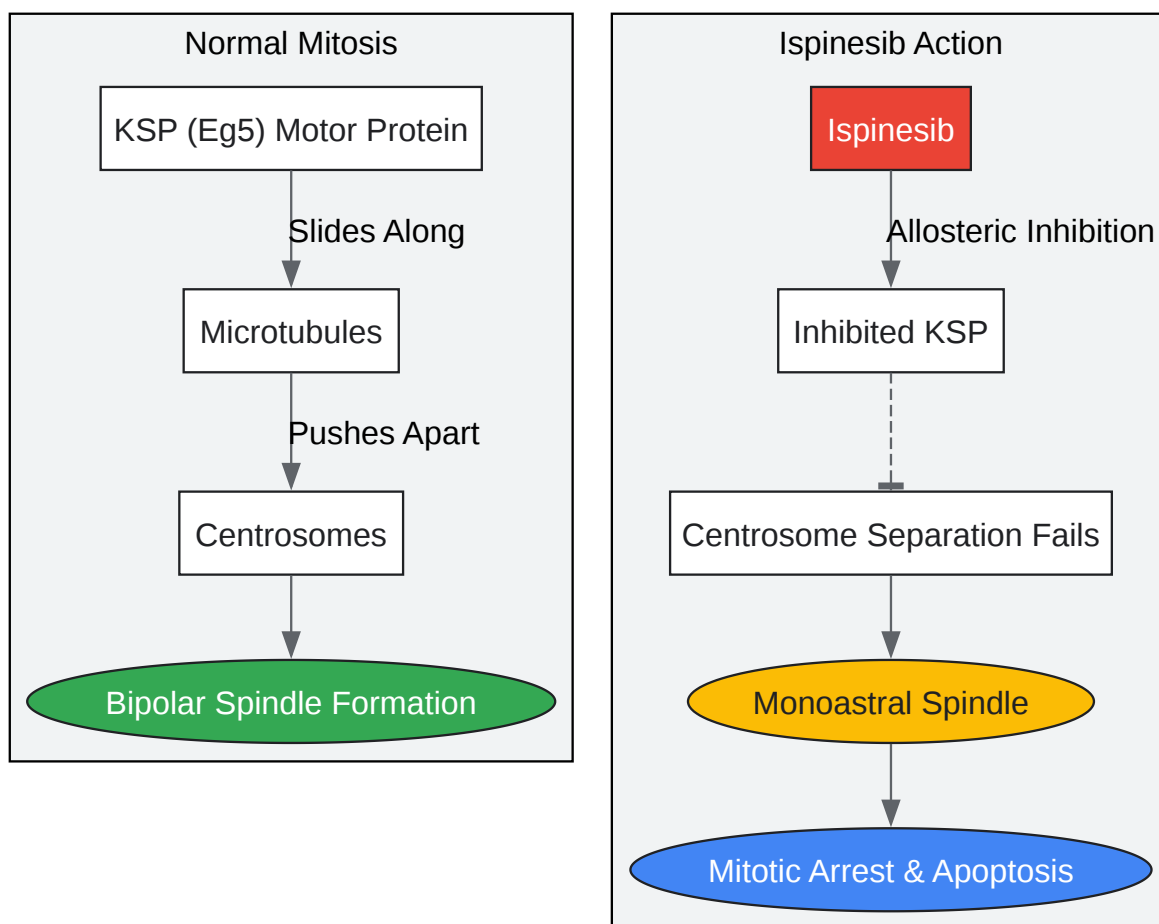 Normal Mitosis
KSP (Eg5) Motor Protein
Slides Along
Microtubules
Pushes Apart
Centrosomes
Bipolar Spindle Formation
Ispinesib Action
Ispinesib
Allosteric Inhibition
Inhibited KSP
Centrosome Separation Fails
Monoastral Spindle
Mitotic Arrest & Apoptosis